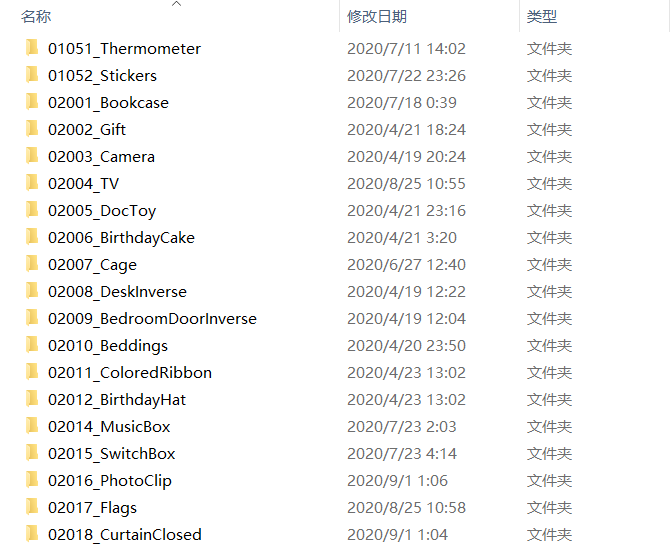 名称 修改日期 类型
01051_Thermometer 2020/7/11 14:02 文件夹
01052_Stickers 2020/7/22 23:26 文件夹
02001_Bookcase 2020/7/18 0:39 文件夹
02002_Gift 2020/4/21 18:24 文件夹
02003_Camera 2020/4/19 20:24 文件夹
02004_TV 2020/8/25 10:55 文件夹
02005_DocToy 2020/4/21 23:16 文件夹
02006_BirthdayCake 2020/4/21 3:20 文件夹
02007_Cage 2020/6/27 12:40 文件夹
02008_DeskInverse 2020/4/19 12:22 文件夹
02009_BedroomDoorInverse 2020/4/19 12:04 文件夹
02010_Beddings 2020/4/20 23:50 文件夹
02011_ColoredRibbon 2020/4/23 13:02 文件夹
02012_BirthdayHat 2020/4/23 13:02 文件夹
02014_MusicBox 2020/7/23 2:03 文件夹
02015_SwitchBox 2020/7/23 4:14 文件夹
02016_PhotoClip 2020/9/1 1:06 文件夹
02017_Flags 2020/8/25 10:58 文件夹
02018_CurtainClosed 2020/9/1 1:04 文件夹